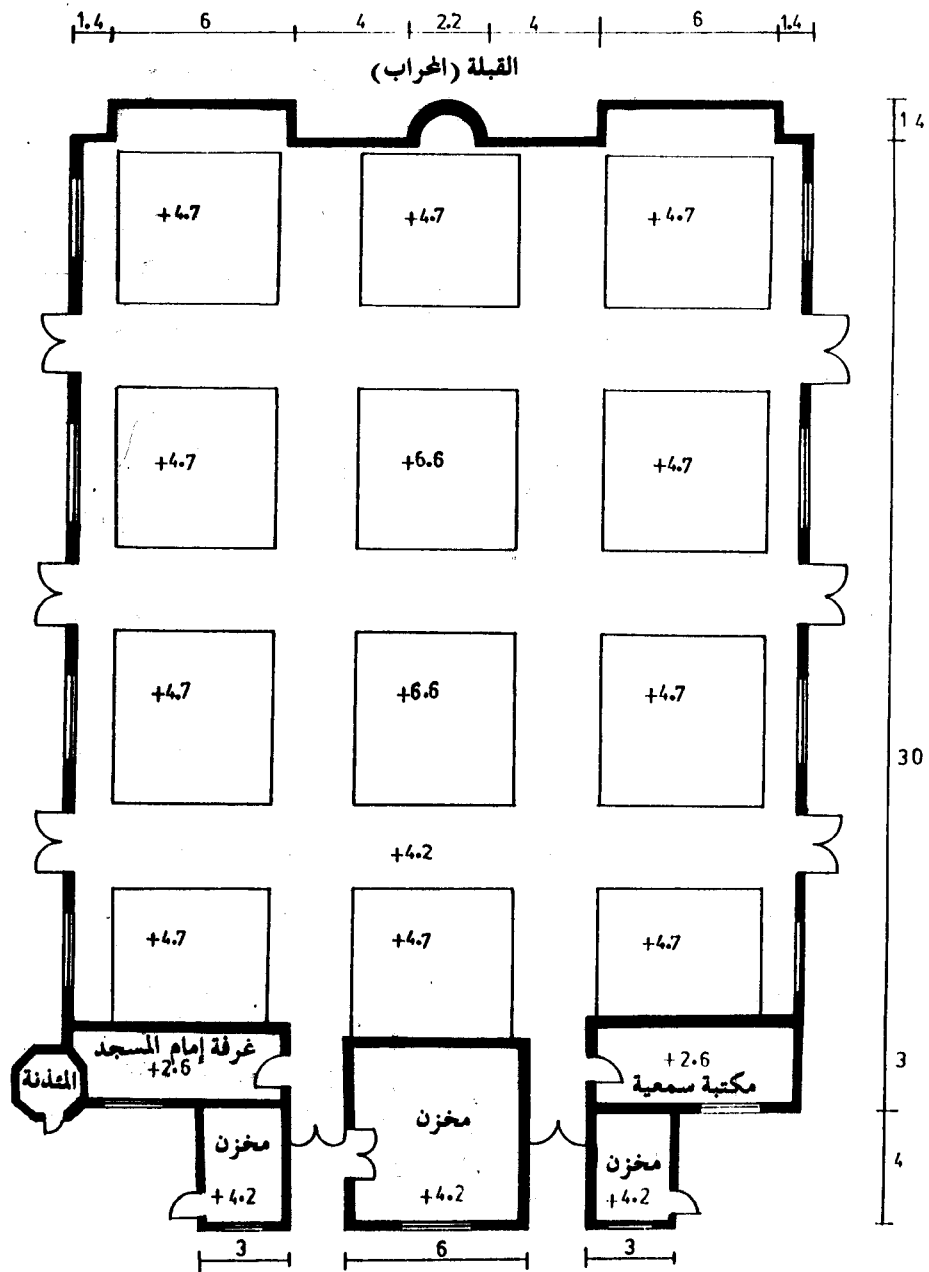 1.4 6 4 2.2 4 6 1.4
القبلة (المحراب)
1 4
+4.7 +4.7 +4.7
+4.7 +6.6 +4.7
+4.7 +6.6 +4.7
30
+4.2
+4.7 +4.7 +4.7
غرفة إمام المسجد
+2.6
+2.6
3
المئذنة
مكتبة سمعية
مخزن
مخزن
مخزن
4
+4.2
+4.2
+4.2
3 6 3